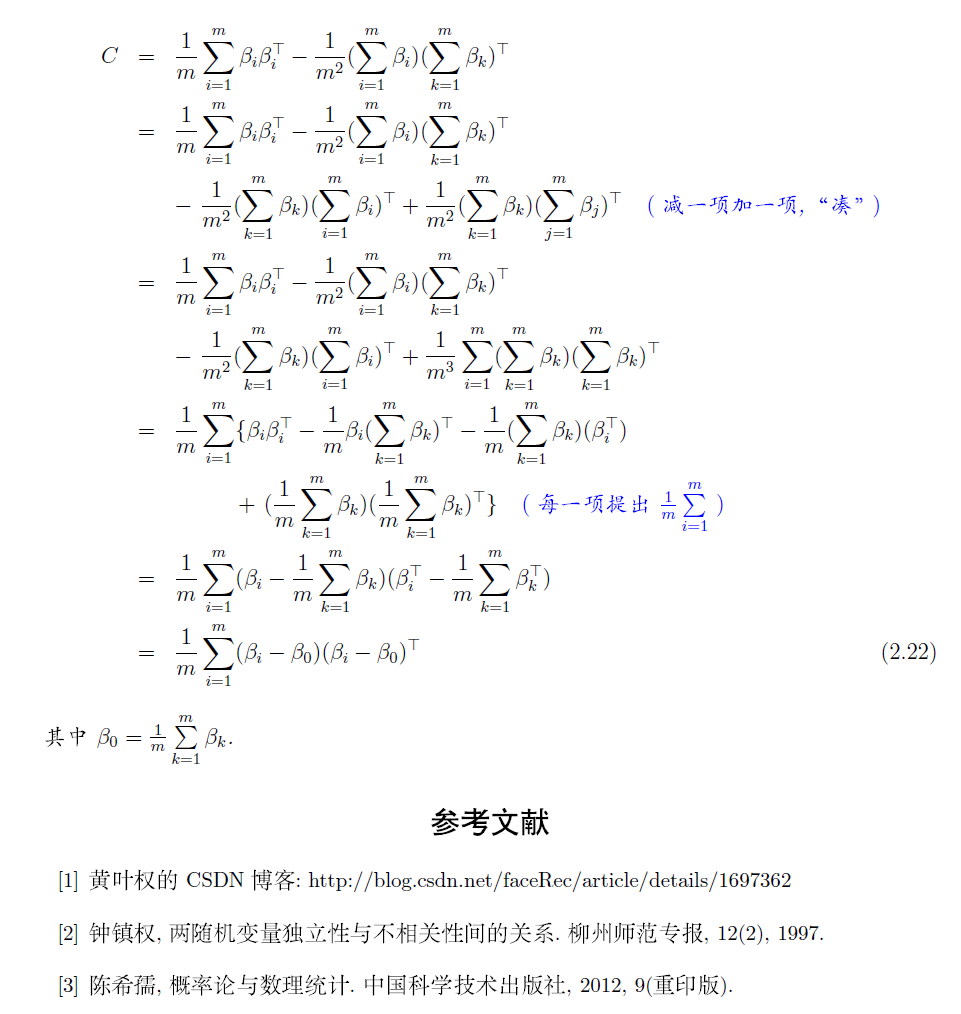 C = \frac{1}{m}\sum_{i=1}^{m} \beta_i\beta_i^\top - \frac{1}{m^2}(\sum_{i=1}^{m} \beta_i)(\sum_{k=1}^{m} \beta_k)^\top
= \frac{1}{m}\sum_{i=1}^{m} \beta_i\beta_i^\top - \frac{1}{m^2}(\sum_{i=1}^{m} \beta_i)(\sum_{k=1}^{m} \beta_k)^\top
- \frac{1}{m^2}(\sum_{k=1}^{m} \beta_k)(\sum_{i=1}^{m} \beta_i)^\top + \frac{1}{m^2}(\sum_{k=1}^{m} \beta_k)(\sum_{j=1}^{m} \beta_j)^\top （减一项加一项, “凑”）
= \frac{1}{m}\sum_{i=1}^{m} \beta_i\beta_i^\top - \frac{1}{m^2}(\sum_{i=1}^{m} \beta_i)(\sum_{k=1}^{m} \beta_k)^\top
- \frac{1}{m^2}(\sum_{k=1}^{m} \beta_k)(\sum_{i=1}^{m} \beta_i)^\top + \frac{1}{m^3}\sum_{i=1}^{m}(\sum_{k=1}^{m} \beta_k)(\sum_{k=1}^{m} \beta_k)^\top
= \frac{1}{m}\sum_{i=1}^{m}\{\beta_i\beta_i^\top - \frac{1}{m}\beta_i(\sum_{k=1}^{m} \beta_k)^\top - \frac{1}{m}(\sum_{k=1}^{m} \beta_k)(\beta_i^\top)
+ (\frac{1}{m}\sum_{k=1}^{m} \beta_k)(\frac{1}{m}\sum_{k=1}^{m} \beta_k)^\top\} （每一项提出 \frac{1}{m}\sum_{i=1}^{m}）
= \frac{1}{m}\sum_{i=1}^{m}(\beta_i - \frac{1}{m}\sum_{k=1}^{m} \beta_k)(\beta_i^\top - \frac{1}{m}\sum_{k=1}^{m} \beta_k^\top)
= \frac{1}{m}\sum_{i=1}^{m}(\beta_i - \beta_0)(\beta_i - \beta_0)^\top (2.22)
其中 \beta_0 = \frac{1}{m}\sum_{k=1}^{m} \beta_k.
参考文献
[1] 黄叶权的 CSDN 博客: http://blog.csdn.net/faceRec/article/details/1697362
[2] 钟镇权, 两随机变量独立性与不相关性间的关系. 柳州师范专报, 12(2), 1997.
[3] 陈希孺, 概率论与数理统计. 中国科学技术出版社, 2012, 9(重印版).